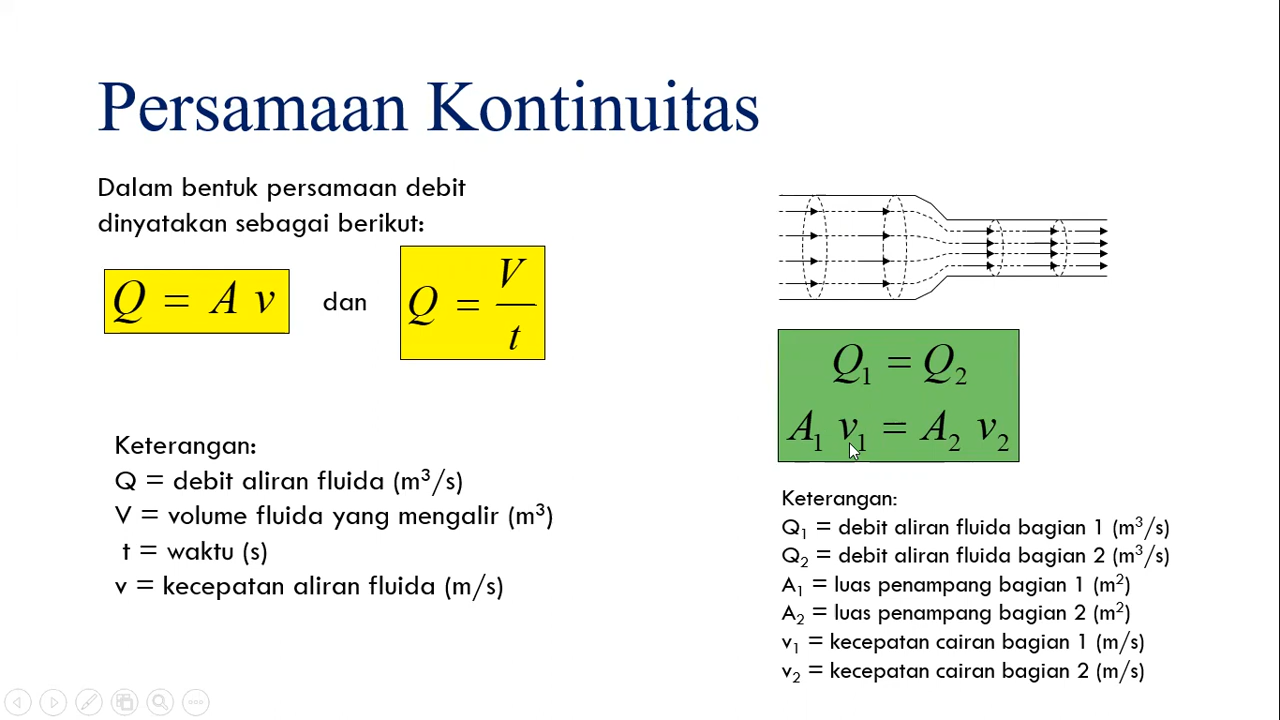 Persamaan Kontinuitas
Dalam bentuk persamaan debit
dinyatakan sebagai berikut:
Q = A v
dan
Q = V/t
Keterangan:
Q = debit aliran fluida (m³/s)
V = volume fluida yang mengalir (m³)
t = waktu (s)
v = kecepatan aliran fluida (m/s)
Q₁ = Q₂
A₁ v₁ = A₂ v₂
Keterangan:
Q₁ = debit aliran fluida bagian 1 (m³/s)
Q₂ = debit aliran fluida bagian 2 (m³/s)
A₁ = luas penampang bagian 1 (m²)
A₂ = luas penampang bagian 2 (m²)
v₁ = kecepatan cairan bagian 1 (m/s)
v₂ = kecepatan cairan bagian 2 (m/s)